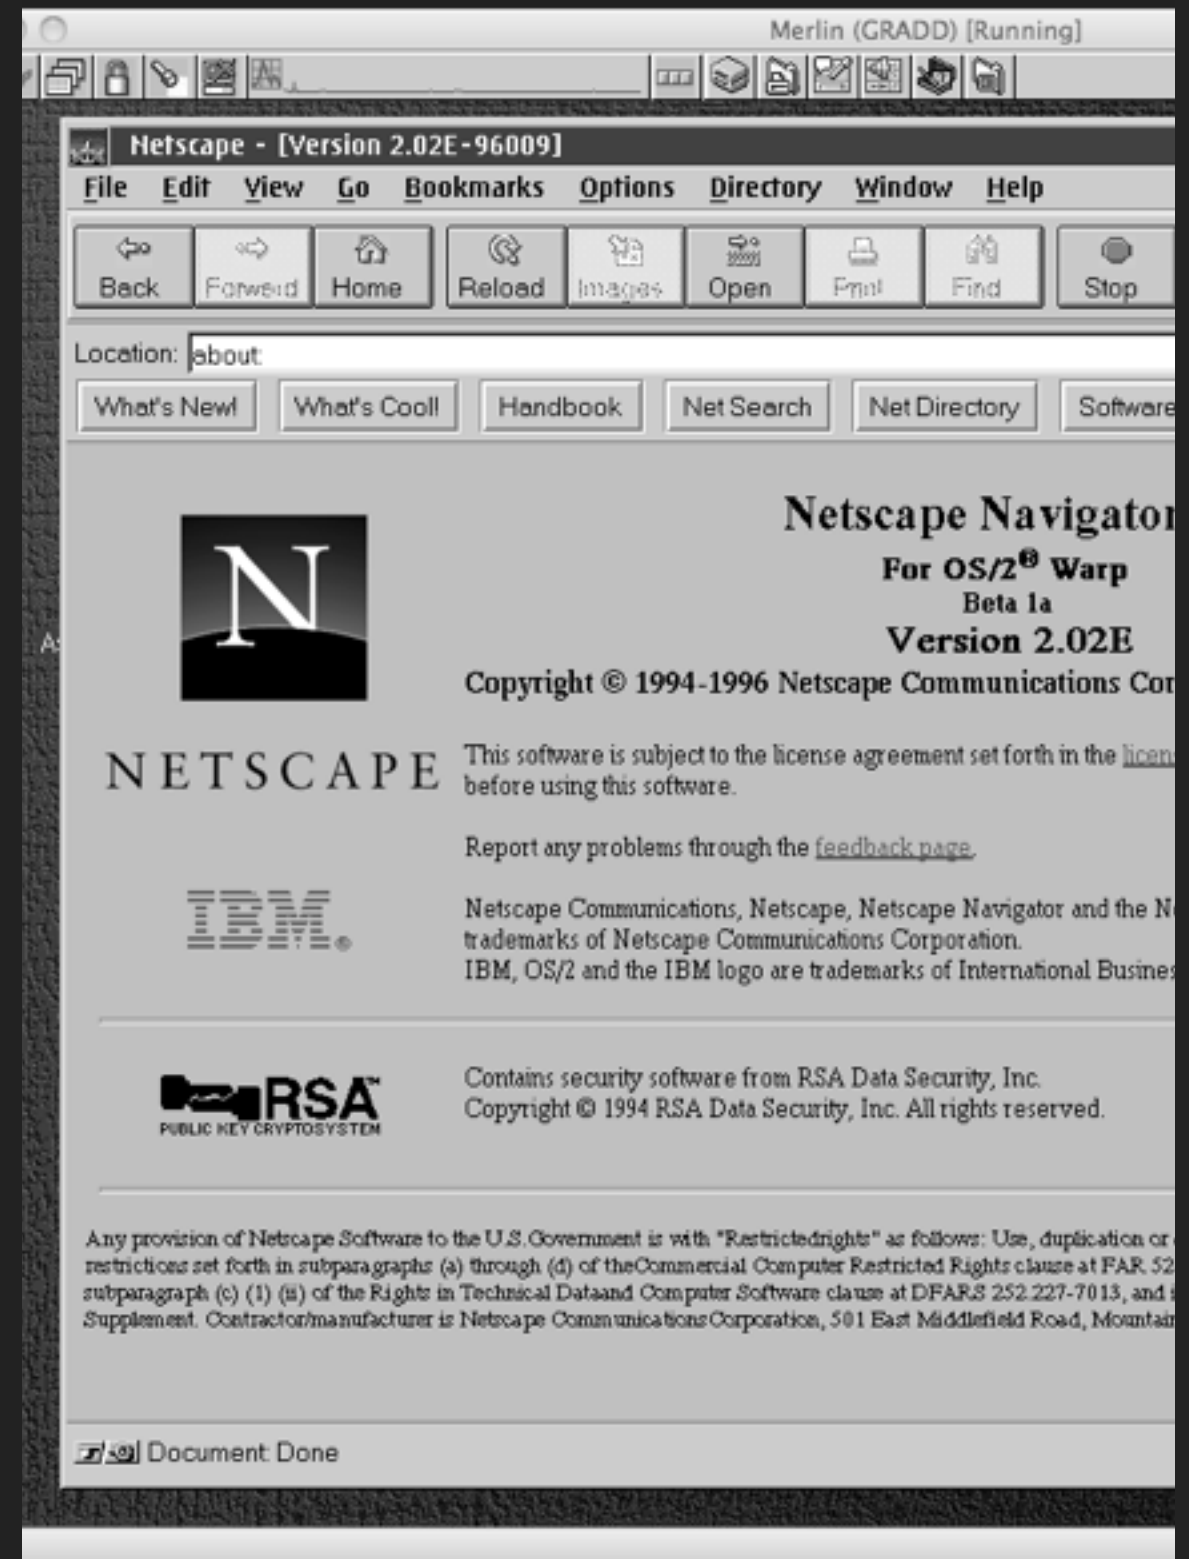 Merlin (GRADD) [Running]
Netscape - [Version 2.02E-96009]
File Edit View Go Bookmarks Options Directory Window Help
Back Forward Home Reload Images Open Print Find Stop
Location: about:
What's New! What's Cool! Handbook Net Search Net Directory Software
N
Netscape Navigator
For OS/2® Warp
Beta 1a
Version 2.02E
Copyright © 1994-1996 Netscape Communications Cor
NETSCAPE
This software is subject to the license agreement set forth in the licens
before using this software.
Report any problems through the feedback page.
IBM®
Netscape Communications, Netscape, Netscape Navigator and the Ne
trademarks of Netscape Communications Corporation.
IBM, OS/2 and the IBM logo are trademarks of International Busines
RSA™
PUBLIC KEY CRYPTOSYSTEM
Contains security software from RSA Data Security, Inc.
Copyright © 1994 RSA Data Security, Inc. All rights reserved.
Any provision of Netscape Software to the U.S.Government is with "Restrictedrights" as follows: Use, duplication or
restrictions set forth in subparagraphs (a) through (d) of theCommercial Computer Restricted Rights clause at FAR 52
subparagraph (c) (1) (ii) of the Rights in Technical Dataand Computer Software clause at DFARS 252.227-7013, and
Supplement. Contractor/manufacturer is Netscape CommunicationsCorporation, 501 East Middlefield Road, Mountain
Document: Done